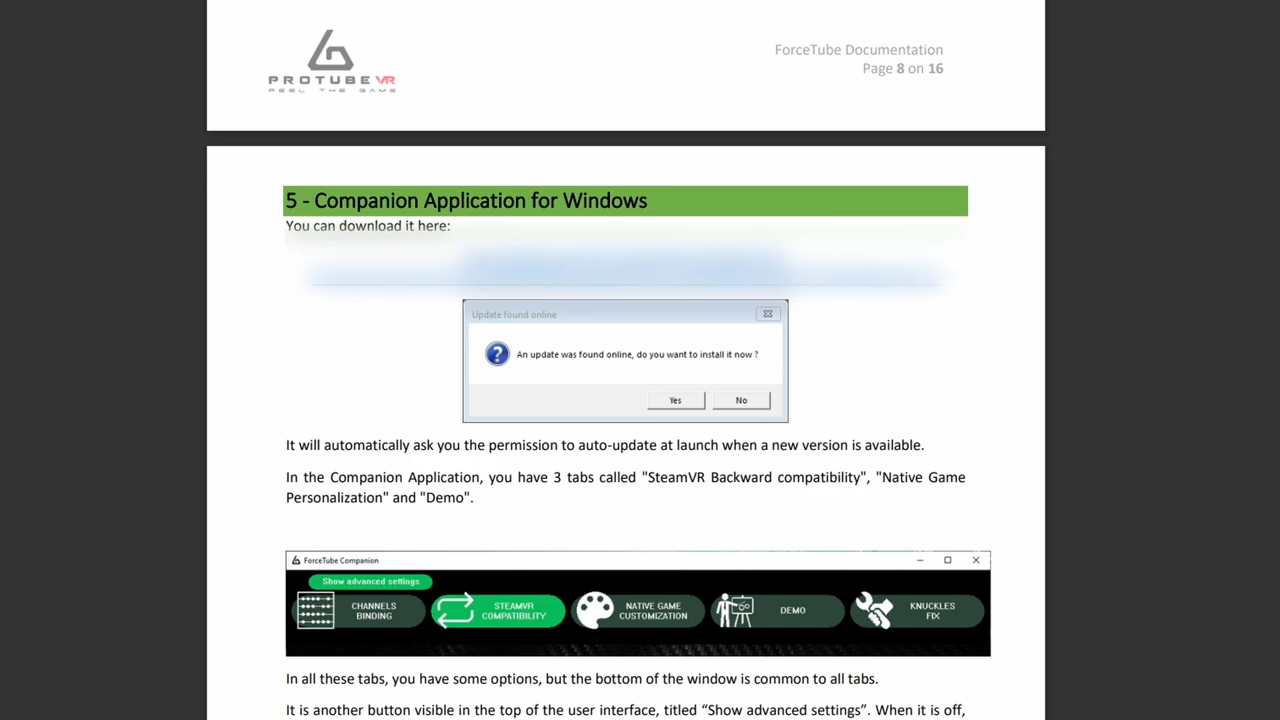 PROTUBE VR
FEEL THE GAME
ForceTube Documentation
Page 8 on 16
5 - Companion Application for Windows
You can download it here:
Update found online
An update was found online, do you want to install it now ?
Yes
No
It will automatically ask you the permission to auto-update at launch when a new version is available.
In the Companion Application, you have 3 tabs called "SteamVR Backward compatibility", "Native Game
Personalization" and "Demo".
ForceTube Companion
Show advanced settings
CHANNELS
BINDING
STEAMVR
COMPATIBILITY
NATIVE GAME
CUSTOMIZATION
DEMO
KNUCKLES
FIX
In all these tabs, you have some options, but the bottom of the window is common to all tabs.
It is another button visible in the top of the user interface, titled “Show advanced settings”. When it is off,